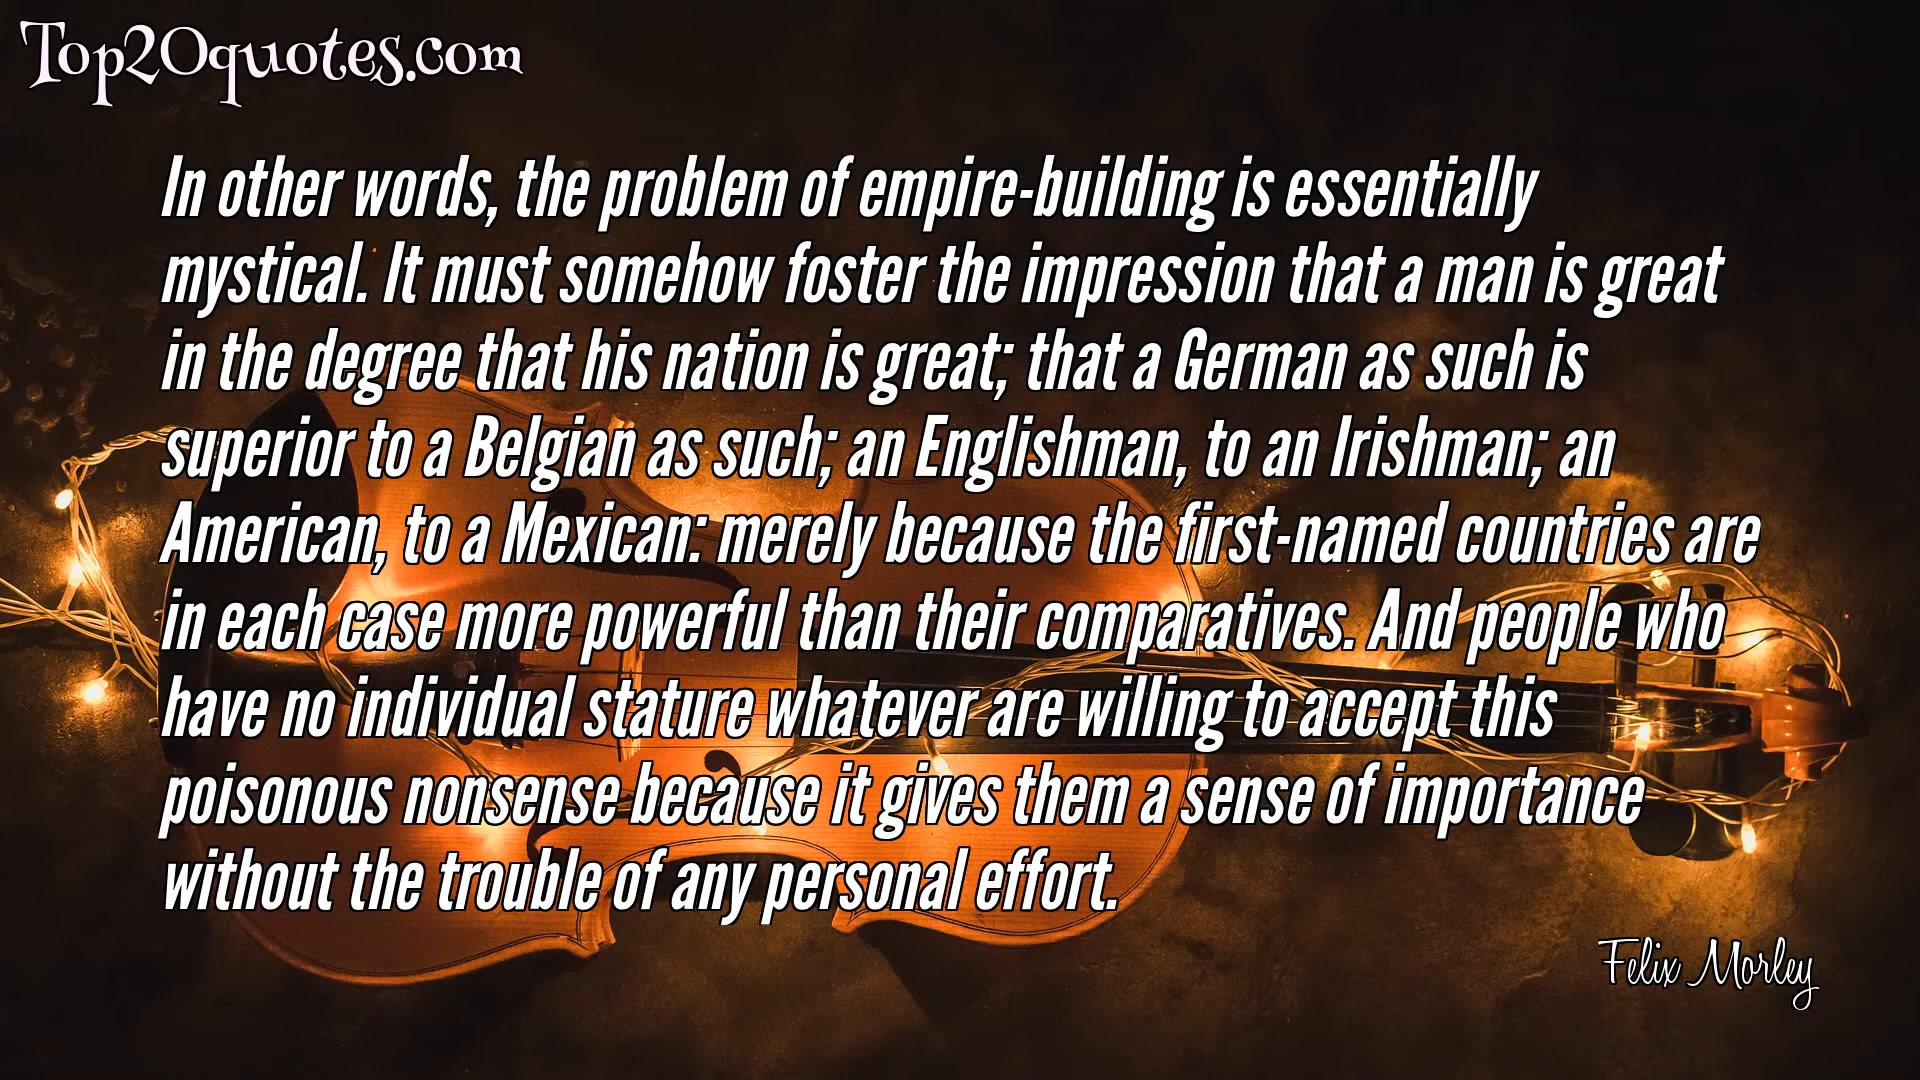 Top20quotes.com
In other words, the problem of empire-building is essentially
mystical. It must somehow foster the impression that a man is great
in the degree that his nation is great; that a German as such is
superior to a Belgian as such; an Englishman, to an Irishman; an
American, to a Mexican: merely because the first-named countries are
in each case more powerful than their comparatives. And people who
have no individual stature whatever are willing to accept this
poisonous nonsense because it gives them a sense of importance
without the trouble of any personal effort.
Felix Morley